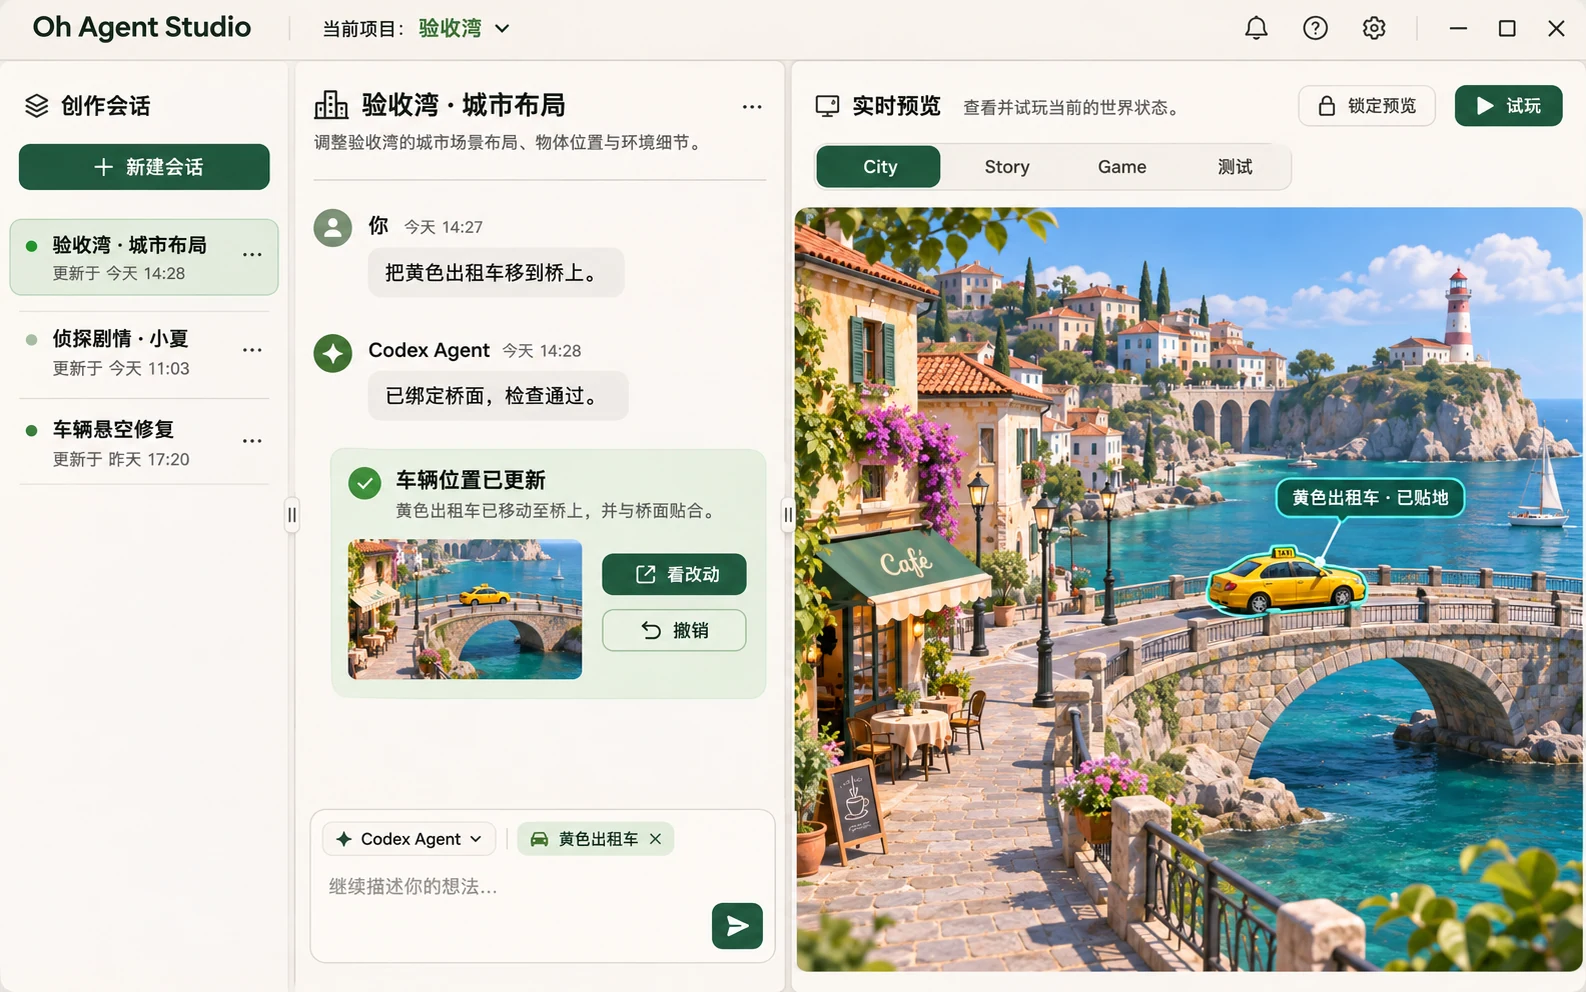 Oh Agent Studio
当前项目： 验收湾
创作会话
新建会话
验收湾 · 城市布局
更新于 今天 14:28
侦探剧情 · 小夏
更新于 今天 11:03
车辆悬空修复
更新于 昨天 17:20
验收湾 · 城市布局
调整验收湾的城市场景布局、物体位置与环境细节。
你 今天 14:27
把黄色出租车移到桥上。
Codex Agent 今天 14:28
已绑定桥面，检查通过。
车辆位置已更新
黄色出租车已移动至桥上，并与桥面贴合。
看改动
撤销
Codex Agent
黄色出租车
继续描述你的想法...
实时预览 查看并试玩当前的世界状态。
锁定预览
试玩
City Story Game 测试
黄色出租车 · 已贴地
TAXI
Café